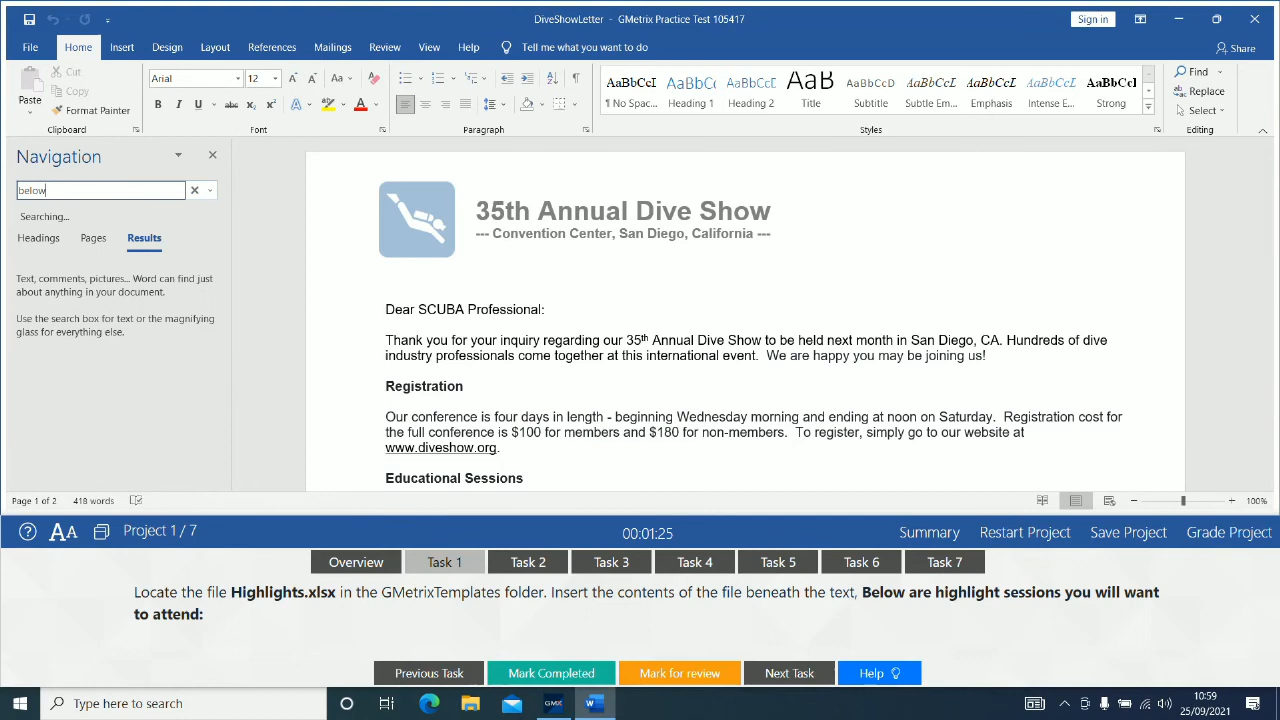 DiveShowLetter - GMetrix Practice Test 105417
Sign in
File Home Insert Design Layout References Mailings Review View Help Tell me what you want to do
Share
Paste
Cut
Copy
Format Painter
Clipboard
Arial 12
Aa
B I U abc x₂ x² A A
Font
Paragraph
AaBbCcI AaBbCc AaBbCcD AaB AaBbCcD AaBbCcI AaBbCcI AaBbCcI AaBbCcI
¶ No Spac... Heading 1 Heading 2 Title Subtitle Subtle Em... Emphasis Intense E... Strong
Styles
Find
Replace
Select
Editing
Navigation
below
Searching...
Headings Pages Results
Text, comments, pictures... Word can find just
about anything in your document.
Use the search box for text or the magnifying
glass for everything else.
35th Annual Dive Show
--- Convention Center, San Diego, California ---
Dear SCUBA Professional:
Thank you for your inquiry regarding our 35th Annual Dive Show to be held next month in San Diego, CA. Hundreds of dive
industry professionals come together at this international event. We are happy you may be joining us!
Registration
Our conference is four days in length - beginning Wednesday morning and ending at noon on Saturday. Registration cost for
the full conference is $100 for members and $180 for non-members. To register, simply go to our website at
www.diveshow.org.
Educational Sessions
Page 1 of 2 418 words
100%
Project 1 / 7
00:01:25
Summary Restart Project Save Project Grade Project
Overview Task 1 Task 2 Task 3 Task 4 Task 5 Task 6 Task 7
Locate the file Highlights.xlsx in the GMetrixTemplates folder. Insert the contents of the file beneath the text, Below are highlight sessions you will want
to attend:
Previous Task Mark Completed Mark for review Next Task Help
Type here to search
GMX
10:59
25/09/2021